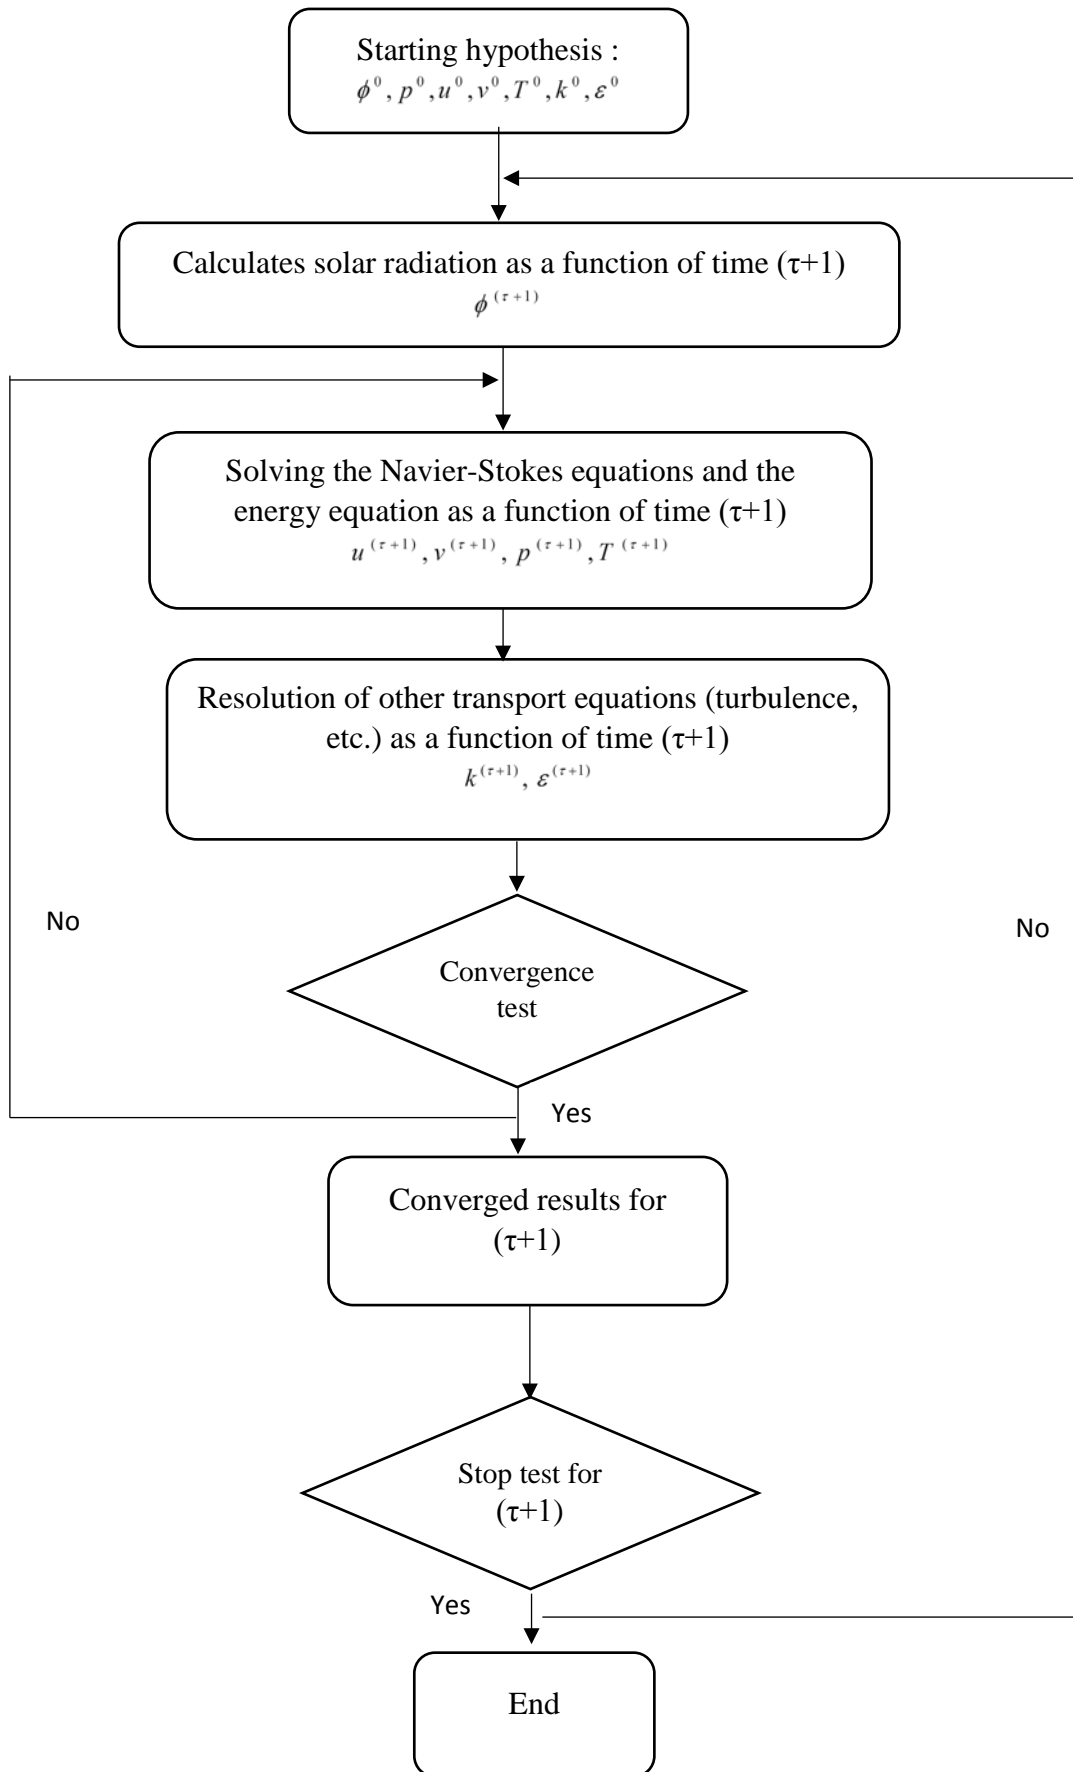 Starting hypothesis :
ϕ⁰, p⁰, u⁰, v⁰, T⁰, k⁰, ε⁰
Calculates solar radiation as a function of time (τ+1)
ϕ^(τ+1)
Solving the Navier-Stokes equations and the
energy equation as a function of time (τ+1)
u^(τ+1), v^(τ+1), p^(τ+1), T^(τ+1)
Resolution of other transport equations (turbulence,
etc.) as a function of time (τ+1)
k^(τ+1), ε^(τ+1)
No
No
Convergence
test
Yes
Converged results for
(τ+1)
Stop test for
(τ+1)
Yes
End